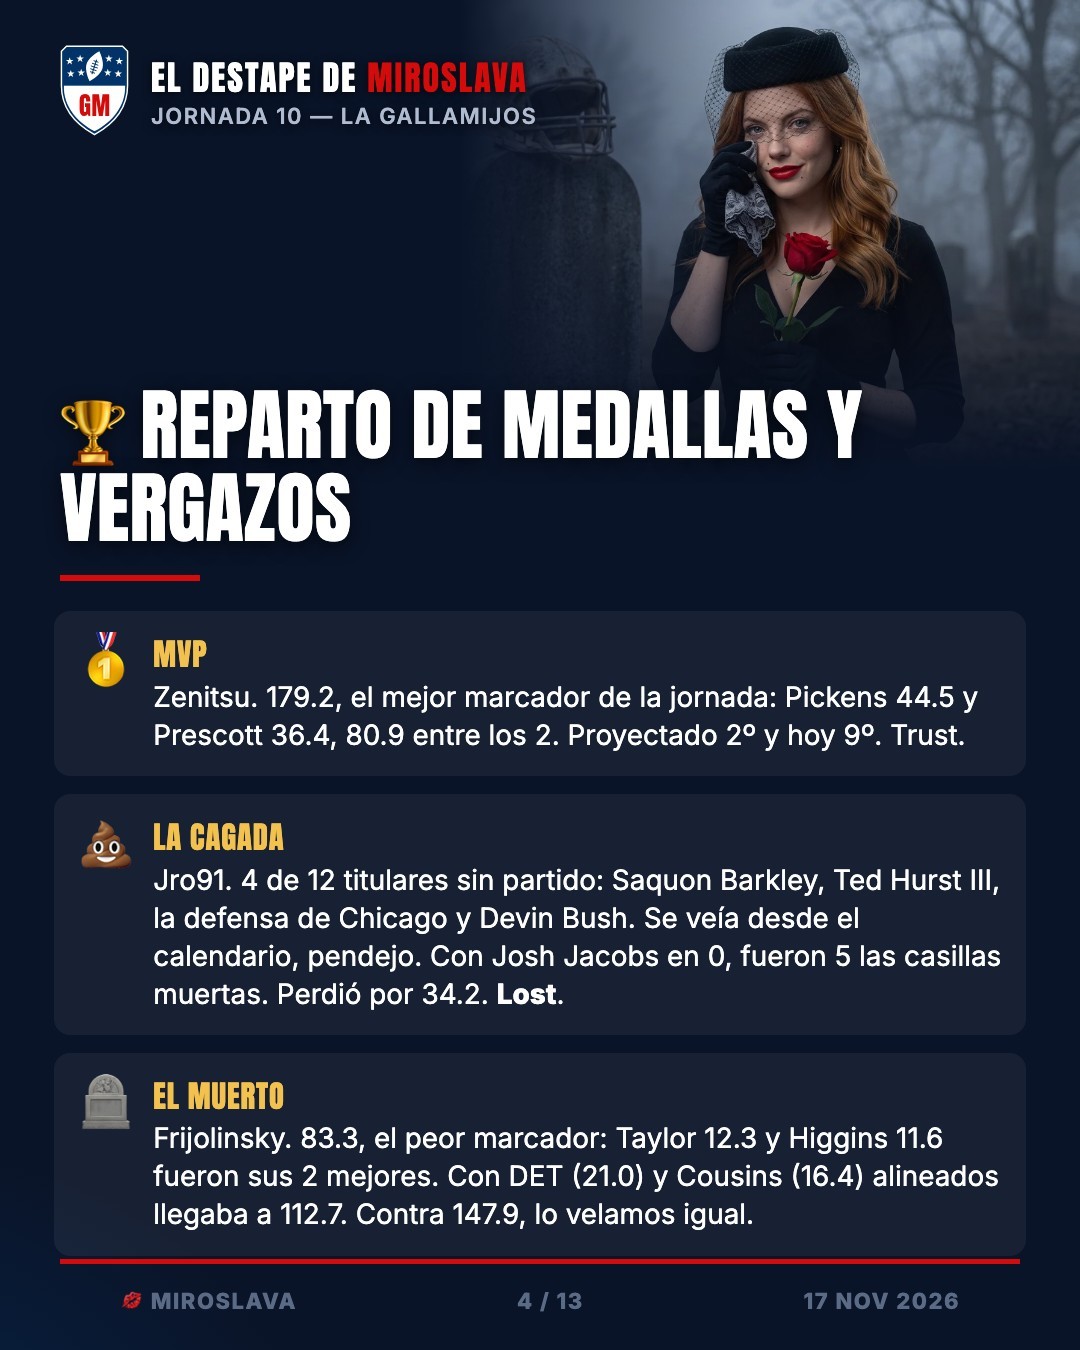 GM
EL DESTAPE DE MIROSLAVA
JORNADA 10 — LA GALLAMIJOS
🏆 REPARTO DE MEDALLAS Y
VERGAZOS
🥇 MVP
Zenitsu. 179.2, el mejor marcador de la jornada: Pickens 44.5 y
Prescott 36.4, 80.9 entre los 2. Proyectado 2º y hoy 9º. Trust.
💩 LA CAGADA
Jro91. 4 de 12 titulares sin partido: Saquon Barkley, Ted Hurst III,
la defensa de Chicago y Devin Bush. Se veía desde el
calendario, pendejo. Con Josh Jacobs en 0, fueron 5 las casillas
muertas. Perdió por 34.2. Lost.
🪦 EL MUERTO
Frijolinsky. 83.3, el peor marcador: Taylor 12.3 y Higgins 11.6
fueron sus 2 mejores. Con DET (21.0) y Cousins (16.4) alineados
llegaba a 112.7. Contra 147.9, lo velamos igual.
💋 MIROSLAVA
4 / 13
17 NOV 2026